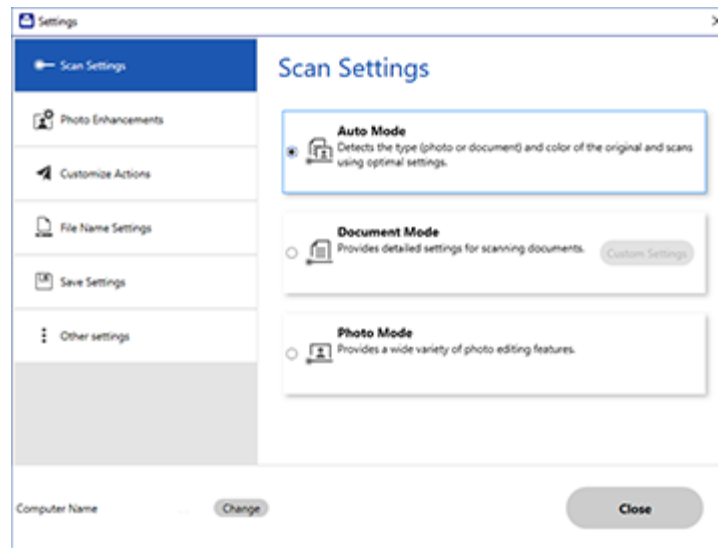 Settings
Scan Settings
Photo Enhancements
Customize Actions
File Name Settings
Save Settings
Other settings
Scan Settings
Auto Mode
Detects the type (photo or document) and color of the original and scans
using optimal settings.
Document Mode
Provides detailed settings for scanning documents.
Custom Settings
Photo Mode
Provides a wide variety of photo editing features.
Computer Name
Change
Close